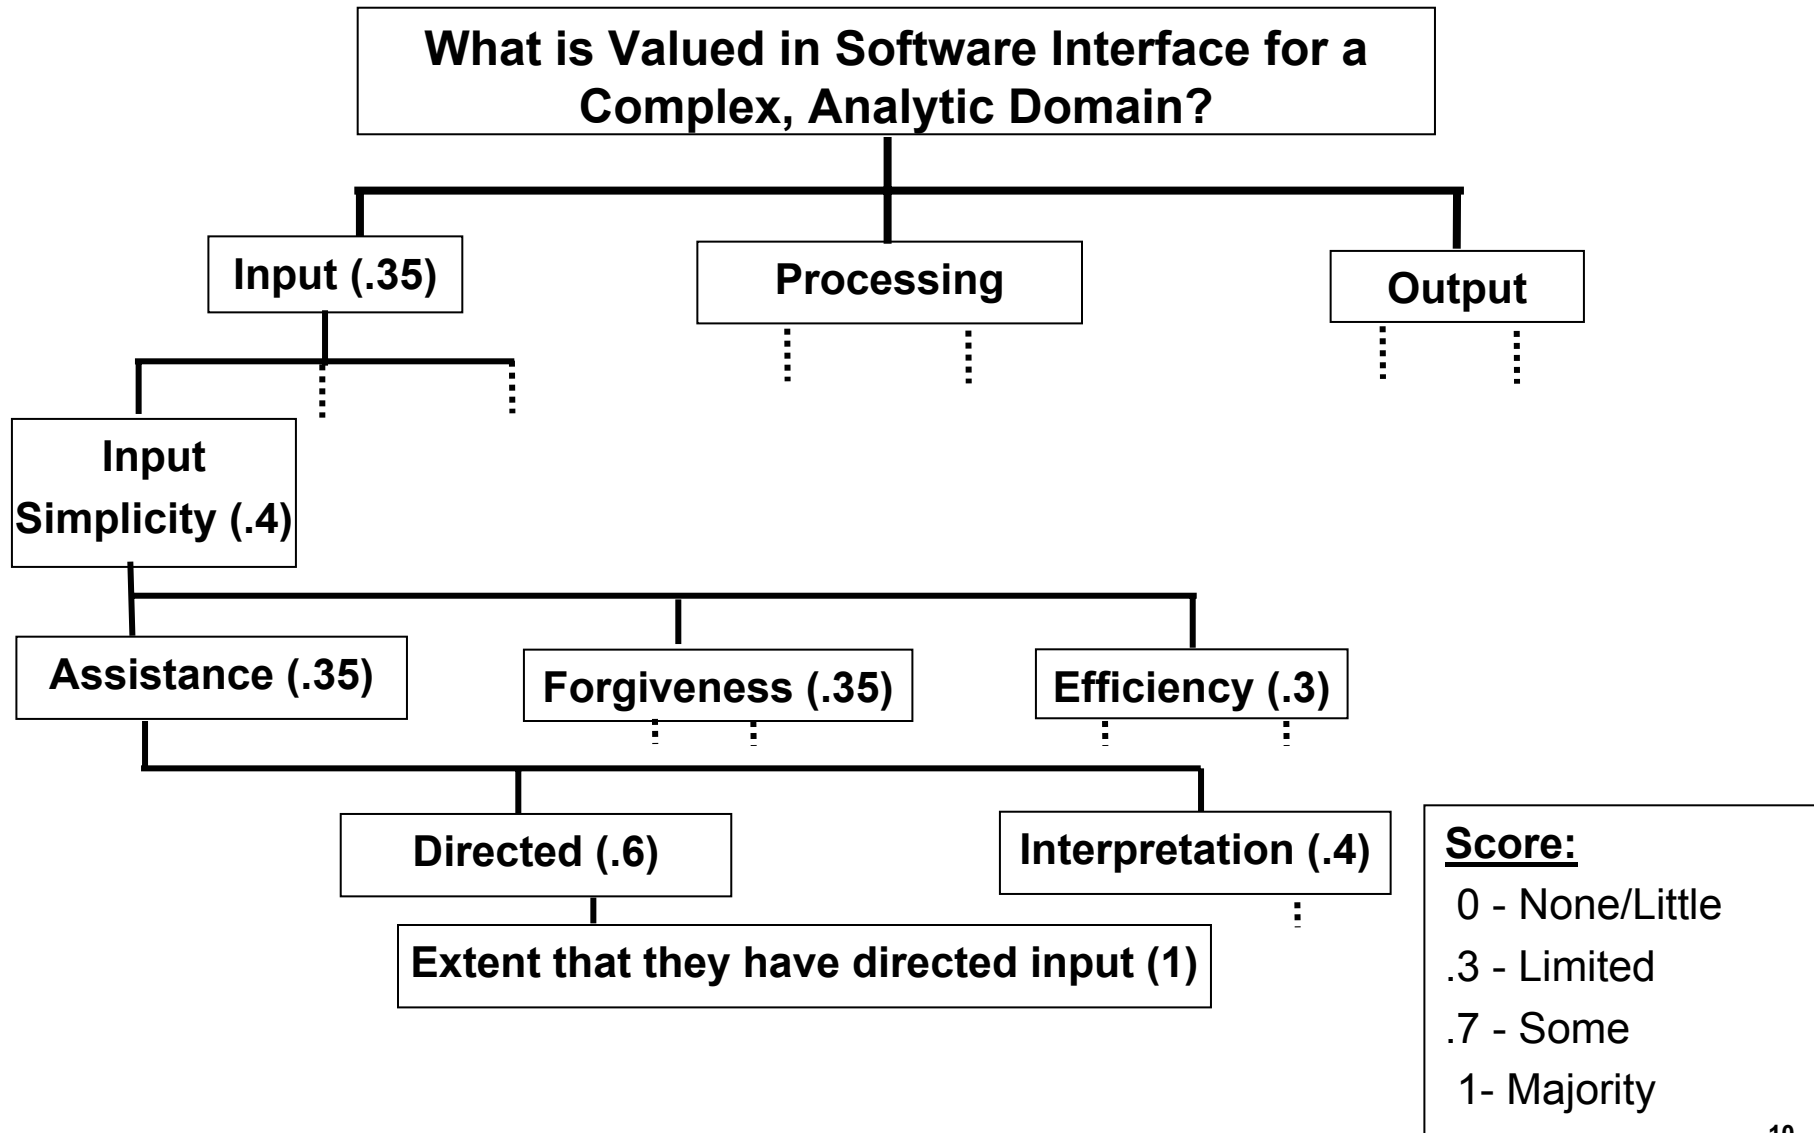 What is Valued in Software Interface for a
Complex, Analytic Domain?
Input (.35)
Processing
Output
Input
Simplicity (.4)
Assistance (.35)
Forgiveness (.35)
Efficiency (.3)
Directed (.6)
Interpretation (.4)
Extent that they have directed input (1)
Score:
0 - None/Little
.3 - Limited
.7 - Some
1- Majority